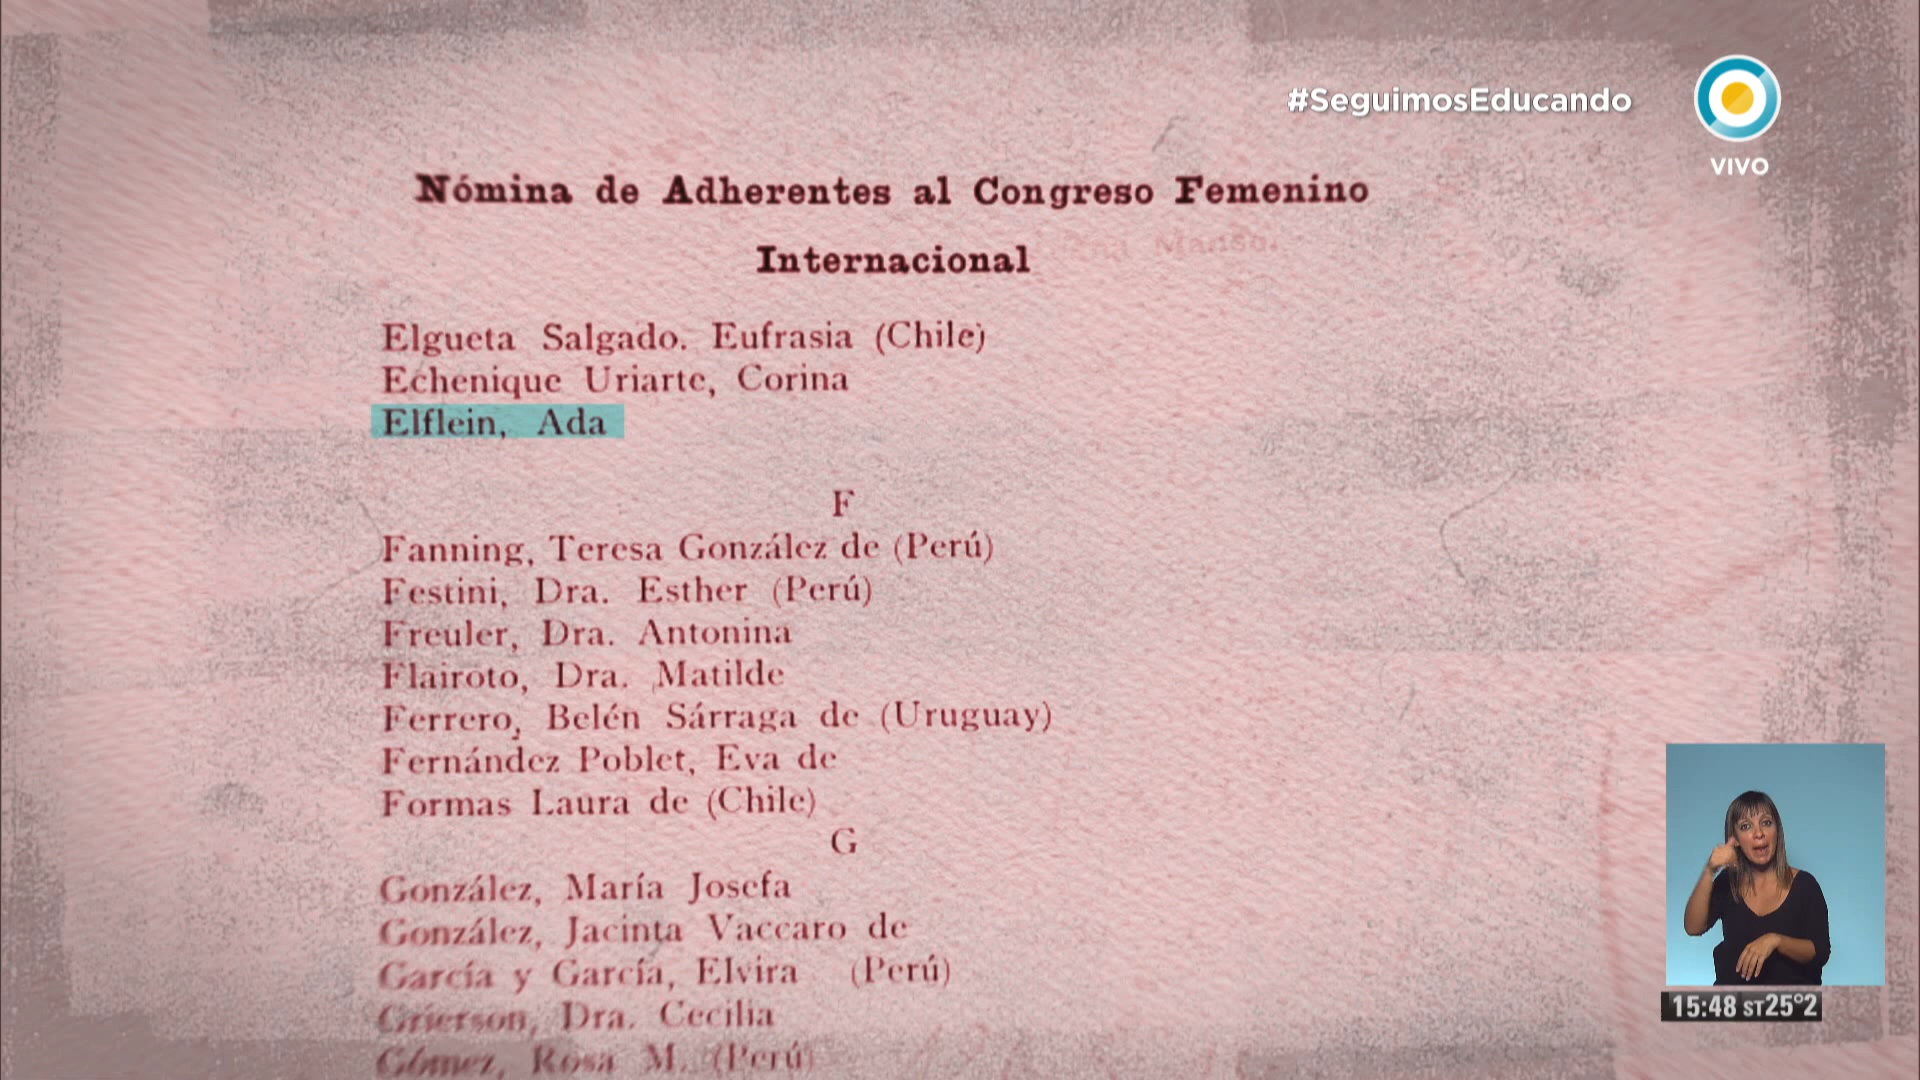 #SeguimosEducando
VIVO
Nómina de Adherentes al Congreso Femenino
Internacional
Elgueta Salgado. Eufrasia (Chile)
Echenique Uriarte, Corina
Elflein, Ada
F
Fanning, Teresa González de (Perú)
Festini, Dra. Esther (Perú)
Freuler, Dra. Antonina
Flairoto, Dra. Matilde
Ferrero, Belén Sárraga de (Uruguay)
Fernández Poblet, Eva de
Formas Laura de (Chile)
G
González, María Josefa
González, Jacinta Vaccaro de
García y García, Elvira (Perú)
Grierson, Dra. Cecilia
Gómez, Rosa M. (Perú)
15:48 ST25°2